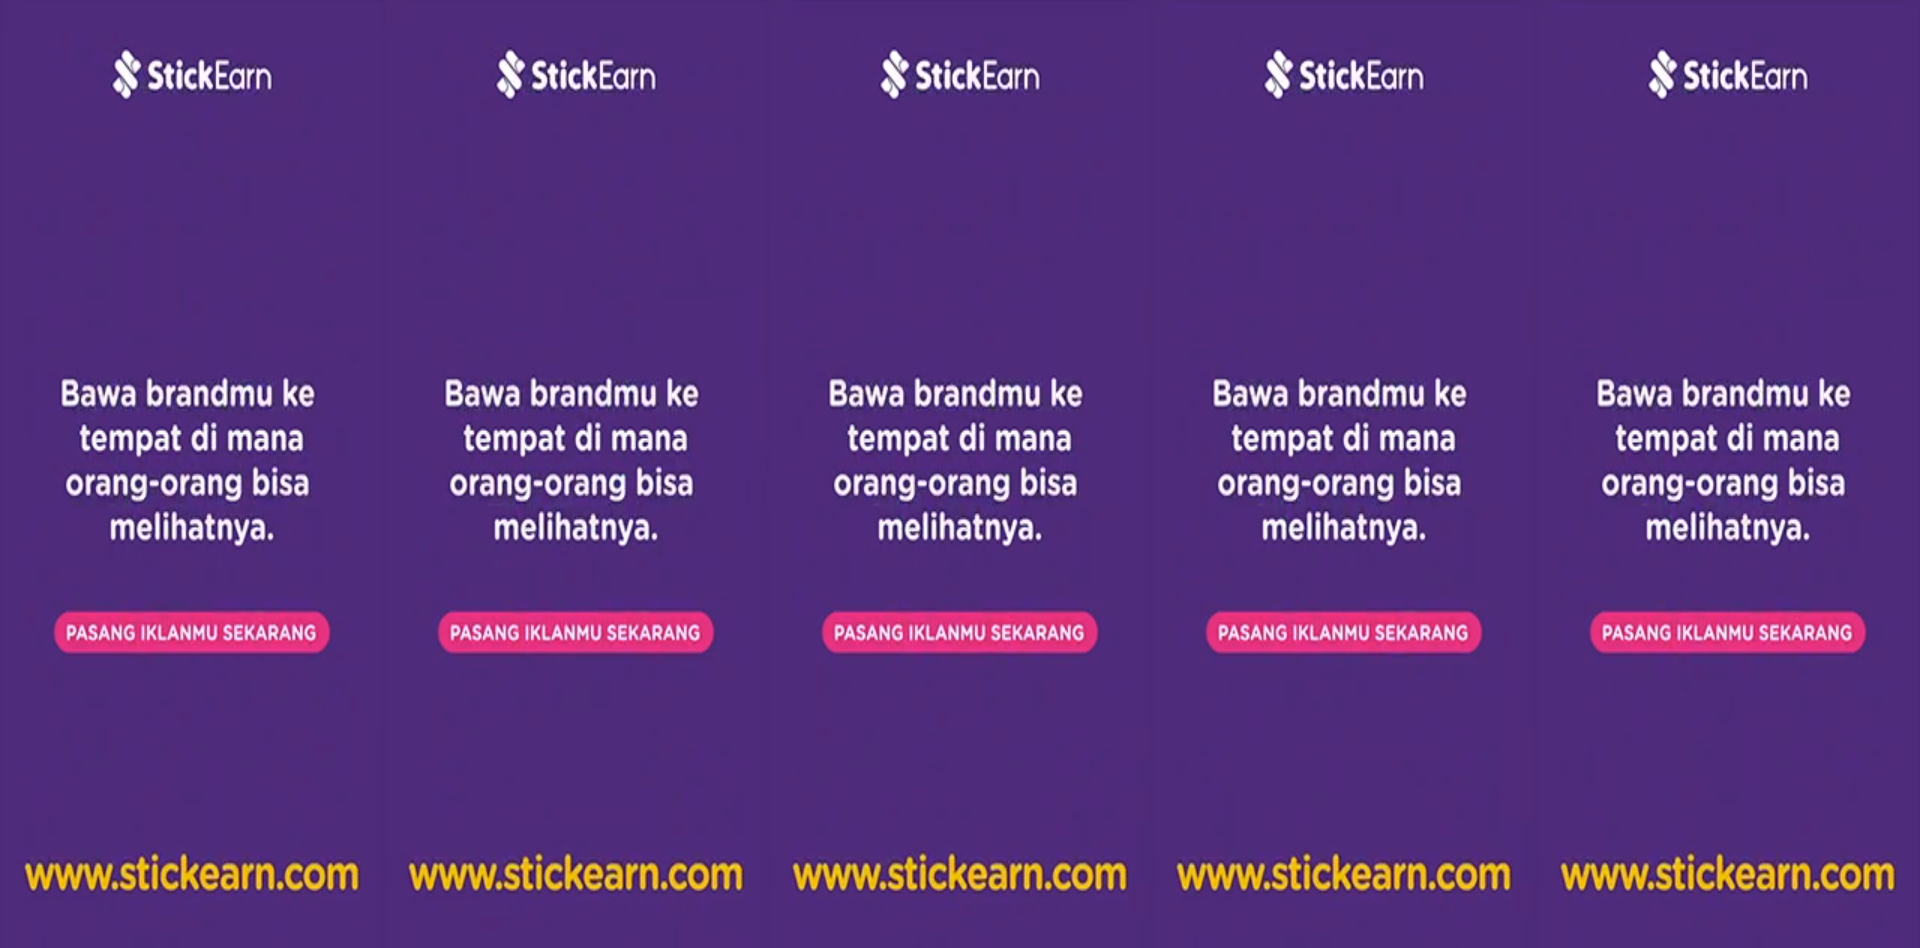 StickEarn
Bawa brandmu ke
tempat di mana
orang-orang bisa
melihatnya.
PASANG IKLANMU SEKARANG
www.stickearn.com
StickEarn
Bawa brandmu ke
tempat di mana
orang-orang bisa
melihatnya.
PASANG IKLANMU SEKARANG
www.stickearn.com
StickEarn
Bawa brandmu ke
tempat di mana
orang-orang bisa
melihatnya.
PASANG IKLANMU SEKARANG
www.stickearn.com
StickEarn
Bawa brandmu ke
tempat di mana
orang-orang bisa
melihatnya.
PASANG IKLANMU SEKARANG
www.stickearn.com
StickEarn
Bawa brandmu ke
tempat di mana
orang-orang bisa
melihatnya.
PASANG IKLANMU SEKARANG
www.stickearn.com